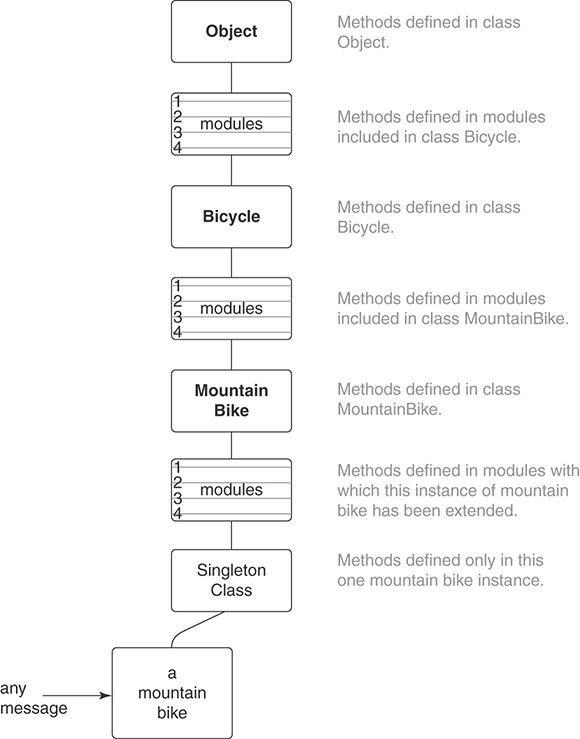 Object
Methods defined in class
Object.
1
2
3
4
modules
Methods defined in modules
included in class Bicycle.
Bicycle
Methods defined in class
Bicycle.
1
2
3
4
modules
Methods defined in modules
included in class MountainBike.
Mountain
Bike
Methods defined in class
MountainBike.
1
2
3
4
modules
Methods defined in modules with
which this instance of mountain
bike has been extended.
Singleton
Class
Methods defined only in this
one mountain bike instance.
any
message
a
mountain
bike